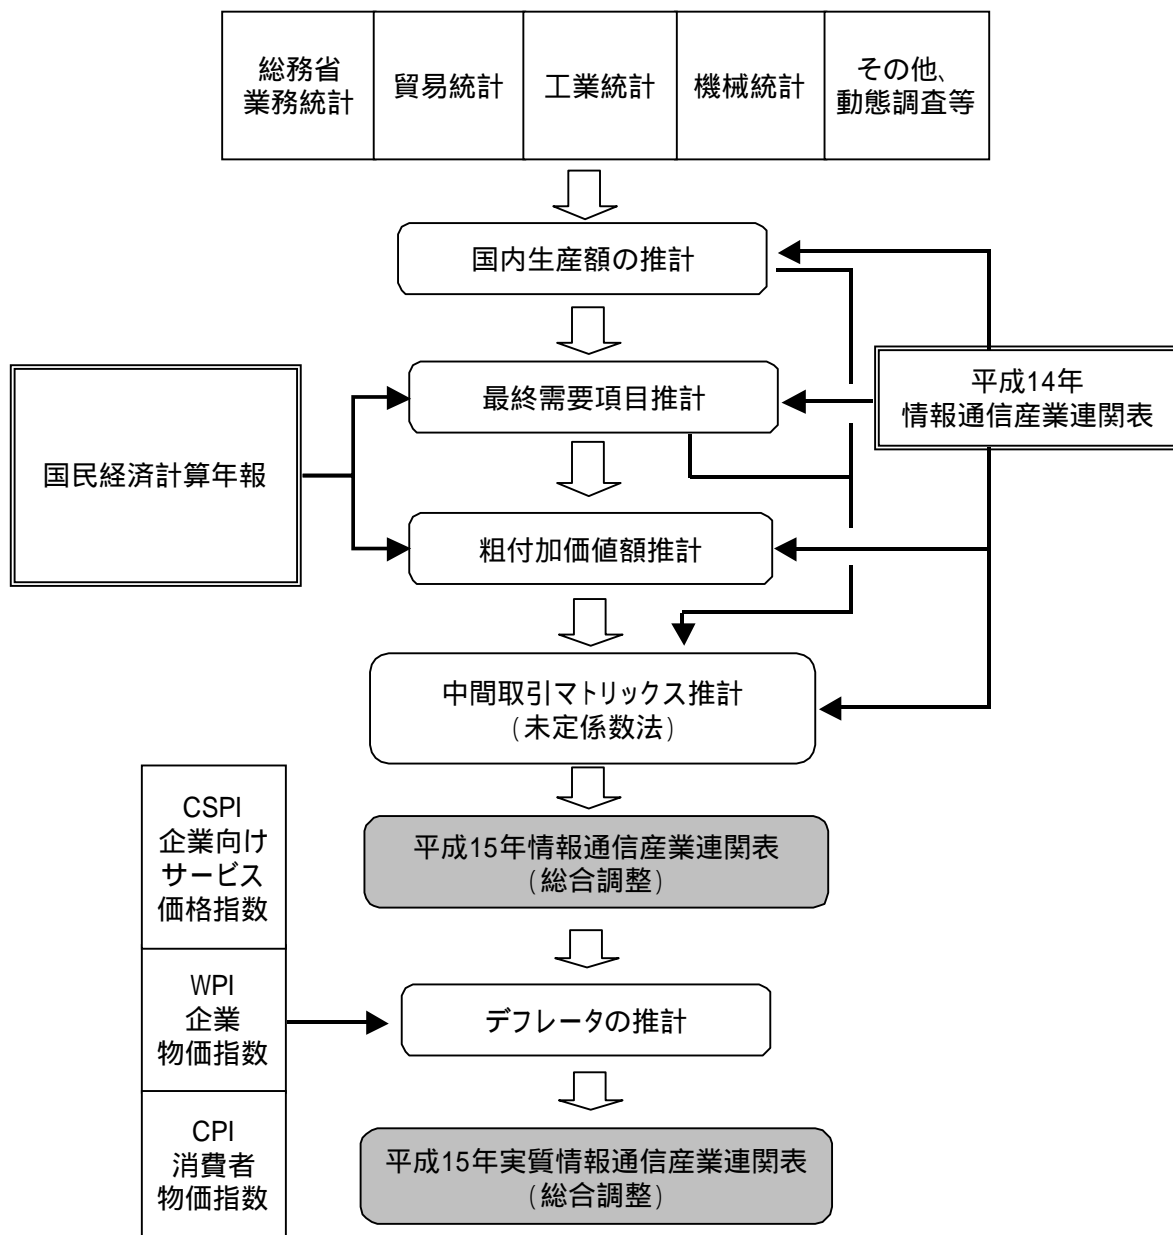 総務省
業務統計
貿易統計
工業統計
機械統計
その他、
動態調査等
国内生産額の推計
最終需要項目推計
平成14年
情報通信産業連関表
国民経済計算年報
粗付加価値額推計
中間取引マトリックス推計
(未定係数法)
CSPI
企業向け
サービス
価格指数
平成15年情報通信産業連関表
(総合調整)
WPI
企業
物価指数
デフレータの推計
CPI
消費者
物価指数
平成15年実質情報通信産業連関表
(総合調整)